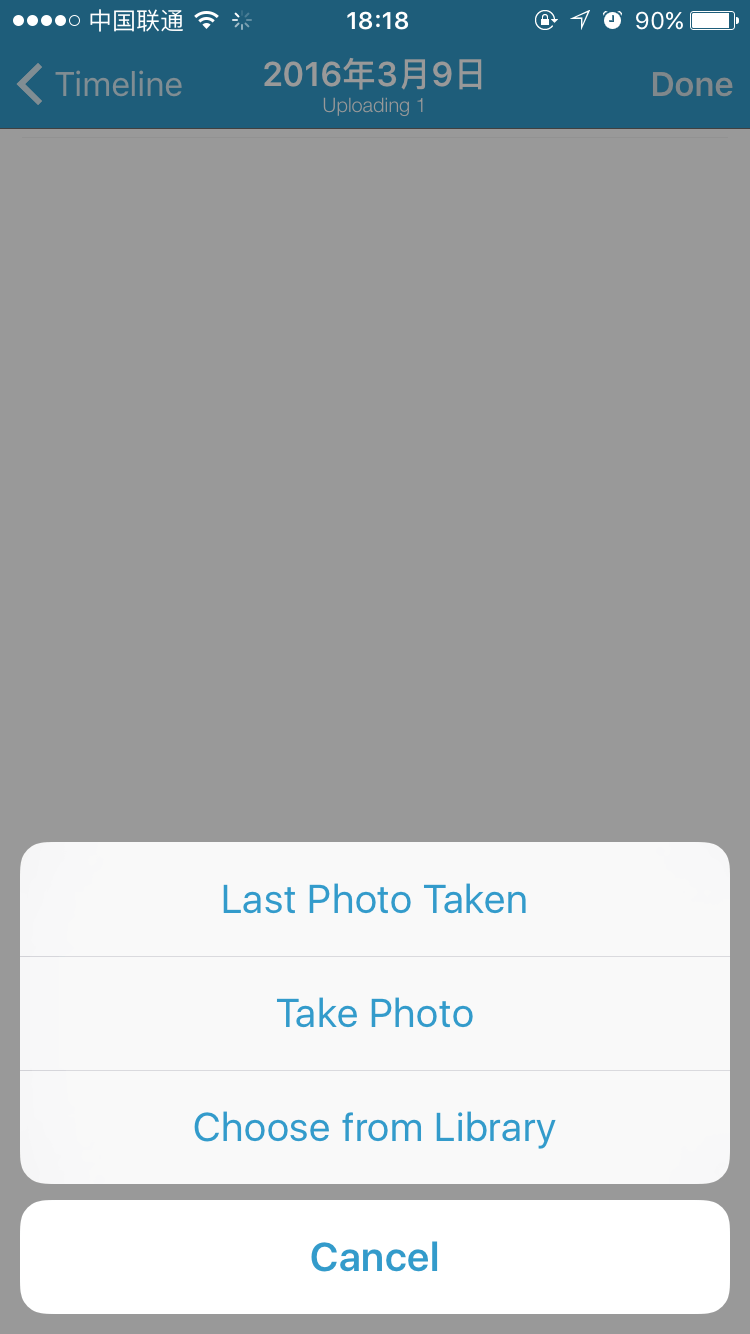 中国联通 18:18 90%
Timeline 2016年3月9日 Done
Uploading 1
Last Photo Taken
Take Photo
Choose from Library
Cancel